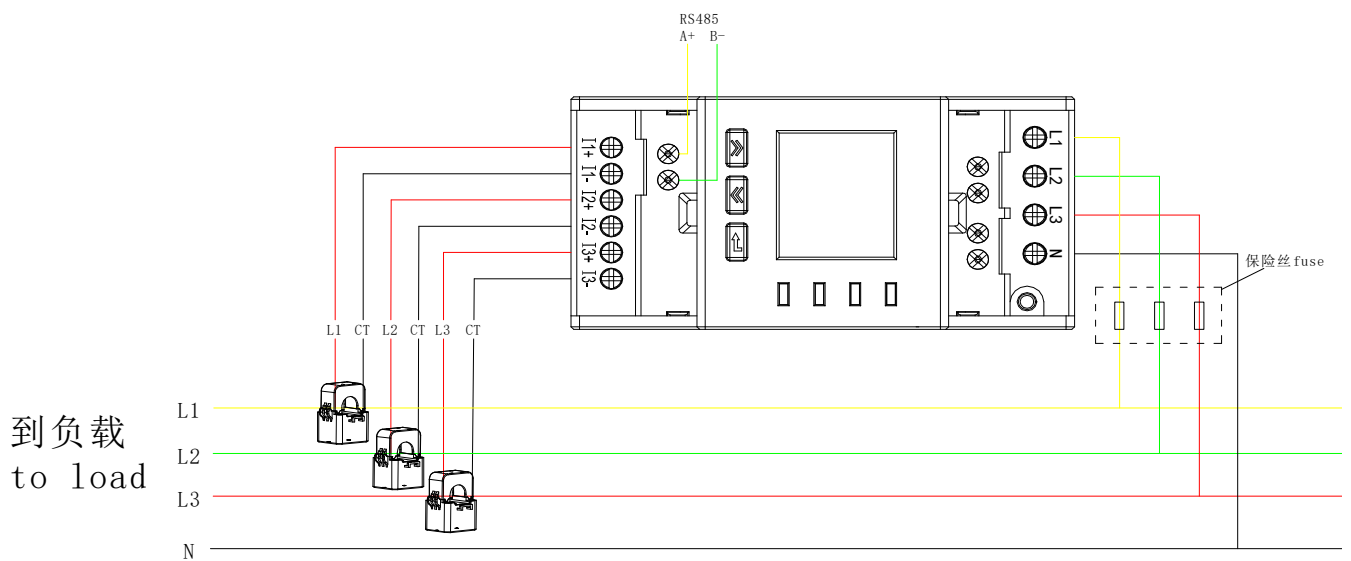 RS485
A+ B-
I1+
I1-
I2+
I2-
I3+
I3-
L1
L2
L3
N
保险丝fuse
L1 CT L2 CT L3 CT
到负载
to load
L1
L2
L3
N